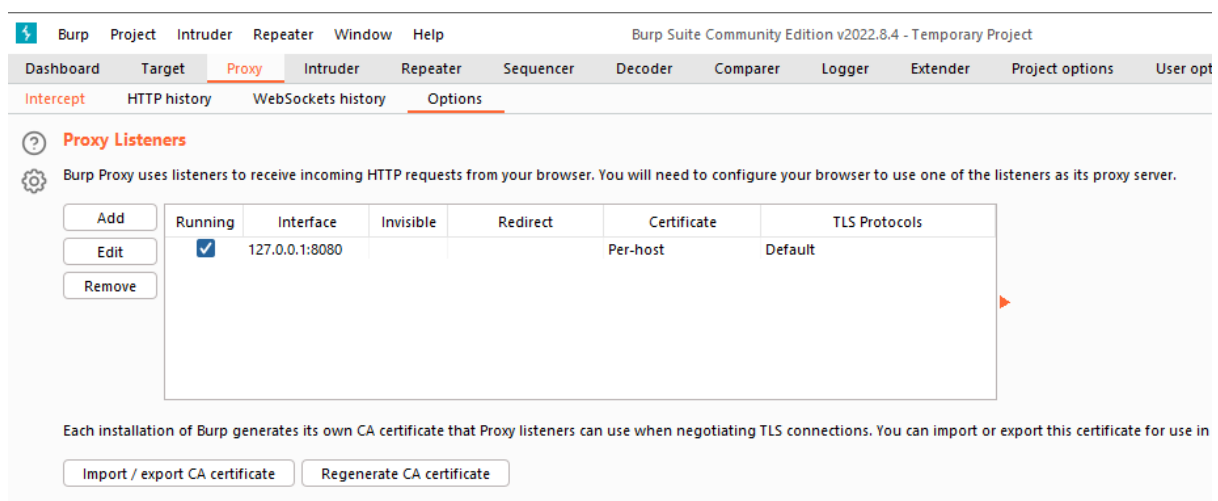 Burp Project Intruder Repeater Window Help Burp Suite Community Edition v2022.8.4 - Temporary Project
Dashboard Target Proxy Intruder Repeater Sequencer Decoder Comparer Logger Extender Project options User opt
Intercept HTTP history WebSockets history Options
Proxy Listeners
Burp Proxy uses listeners to receive incoming HTTP requests from your browser. You will need to configure your browser to use one of the listeners as its proxy server.
Add
Edit
Remove
Running Interface Invisible Redirect Certificate TLS Protocols
127.0.0.1:8080 Per-host Default
Each installation of Burp generates its own CA certificate that Proxy listeners can use when negotiating TLS connections. You can import or export this certificate for use in
Import / export CA certificate Regenerate CA certificate